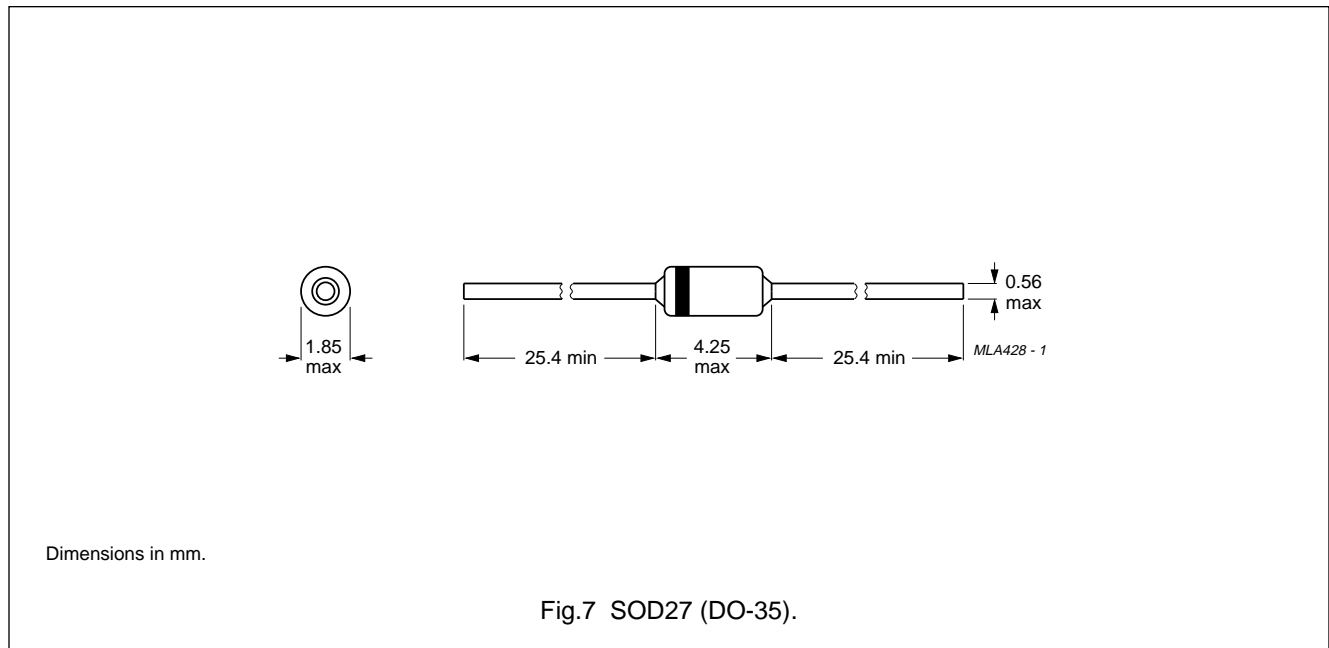 1.85
max
25.4 min
4.25
max
25.4 min
0.56
max
MLA428 - 1
Dimensions in mm.
Fig.7 SOD27 (DO-35).